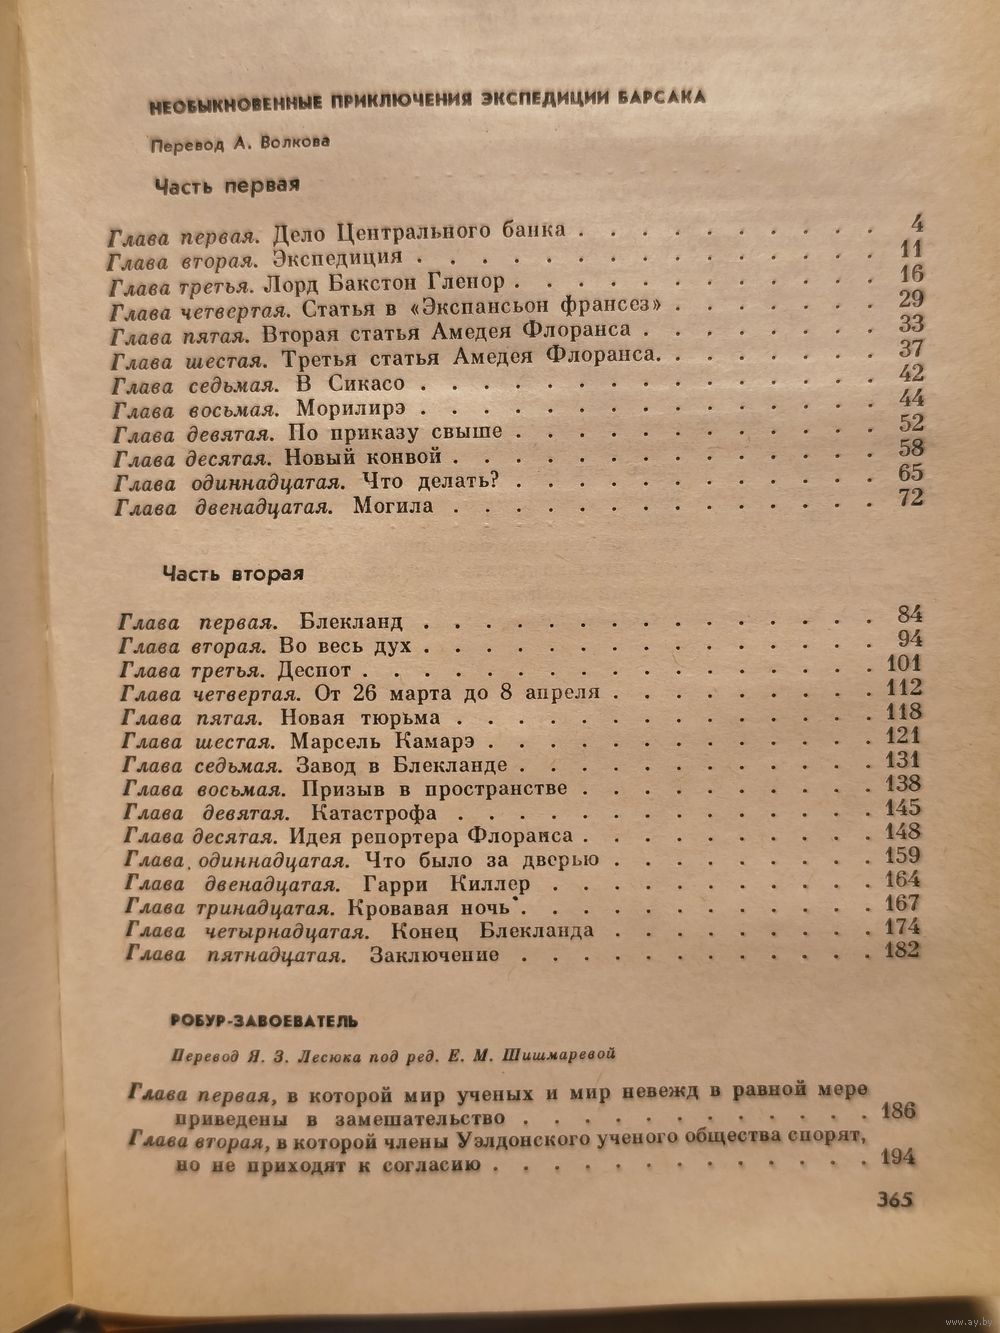 НЕОБЫКНОВЕННЫЕ ПРИКЛЮЧЕНИЯ ЭКСПЕДИЦИИ БАРСАКА
Перевод А. Волкова
Часть первая
Глава первая. Дело Центрального банка . . . . . . . . . . 4
Глава вторая. Экспедиция . . . . . . . . . . . . . . . 11
Глава третья. Лорд Бакстон Гленор . . . . . . . . . . . . 16
Глава четвертая. Статья в «Экспансьон франсез» . . . . . . . 29
Глава пятая. Вторая статья Амедея Флоранса . . . . . . . . 33
Глава шестая. Третья статья Амедея Флоранса. . . . . . . . 37
Глава седьмая. В Сикасо . . . . . . . . . . . . . . . 42
Глава восьмая. Морилирэ . . . . . . . . . . . . . . . 44
Глава девятая. По приказу свыше . . . . . . . . . . . . 52
Глава десятая. Новый конвой . . . . . . . . . . . . . . 58
Глава одиннадцатая. Что делать? . . . . . . . . . . . . 65
Глава двенадцатая. Могила . . . . . . . . . . . . . . 72
Часть вторая
Глава первая. Блекланд . . . . . . . . . . . . . . . 84
Глава вторая. Во весь дух . . . . . . . . . . . . . . . 94
Глава третья. Деспот . . . . . . . . . . . . . . . . . 101
Глава четвертая. От 26 марта до 8 апреля . . . . . . . . . 112
Глава пятая. Новая тюрьма . . . . . . . . . . . . . . 118
Глава шестая. Марсель Камарэ . . . . . . . . . . . . . 121
Глава седьмая. Завод в Блекланде . . . . . . . . . . . . 131
Глава восьмая. Призыв в пространстве . . . . . . . . . . 138
Глава девятая. Катастрофа . . . . . . . . . . . . . . 145
Глава десятая. Идея репортера Флоранса . . . . . . . . . . 148
Глава одиннадцатая. Что было за дверью . . . . . . . . . 159
Глава двенадцатая. Гарри Киллер . . . . . . . . . . . 164
Глава тринадцатая. Кровавая ночь . . . . . . . . . . . . 167
Глава четырнадцатая. Конец Блекланда . . . . . . . . . 174
Глава пятнадцатая. Заключение . . . . . . . . . . . . 182
РОБУР-ЗАВОЕВАТЕЛЬ
Перевод Я. З. Лесюка под ред. Е. М. Шишмаревой
Глава первая, в которой мир ученых и мир невежд в равной мере
приведены в замешательство . . . . . . . . . . . . 186
Глава вторая, в которой члены Уэлдонского ученого общества спорят,
но не приходят к согласию . . . . . . . . . . . . . 194
365
www.ay.by